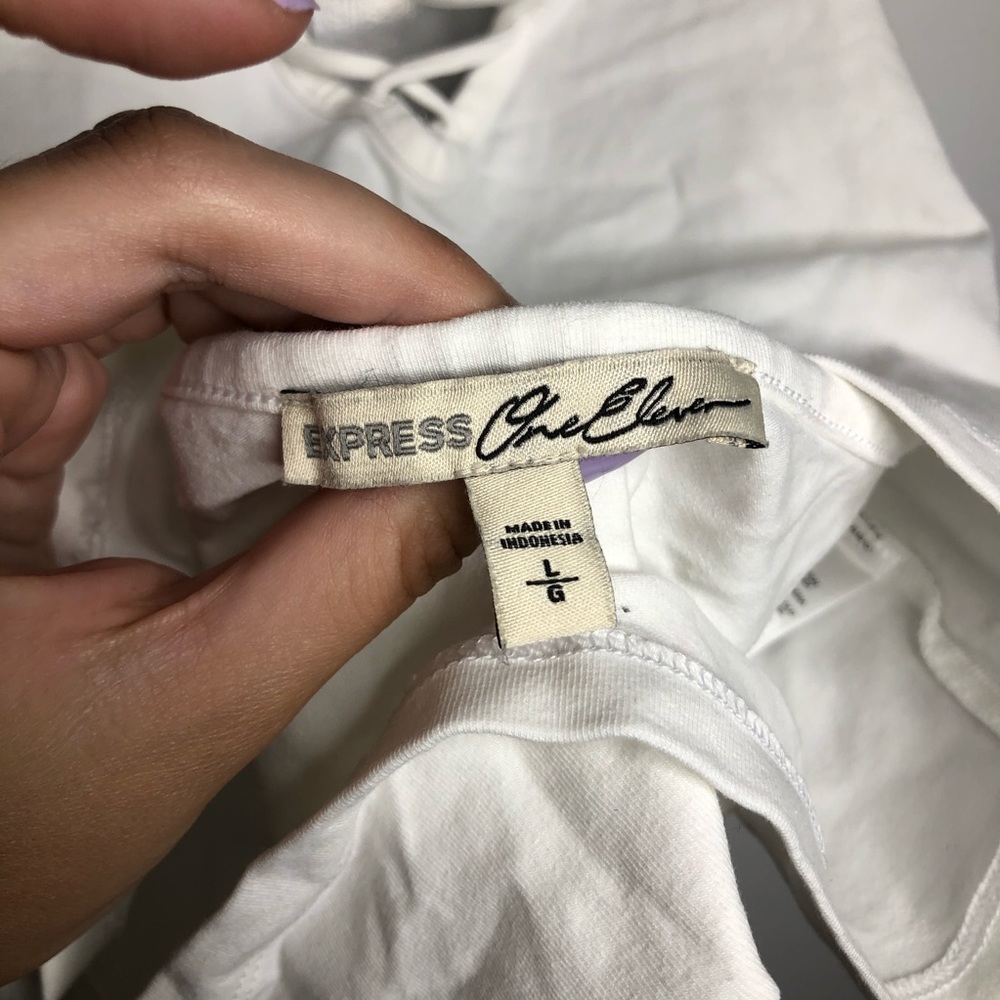 EXPRESS One Eleven
MADE IN
INDONESIA
L
G